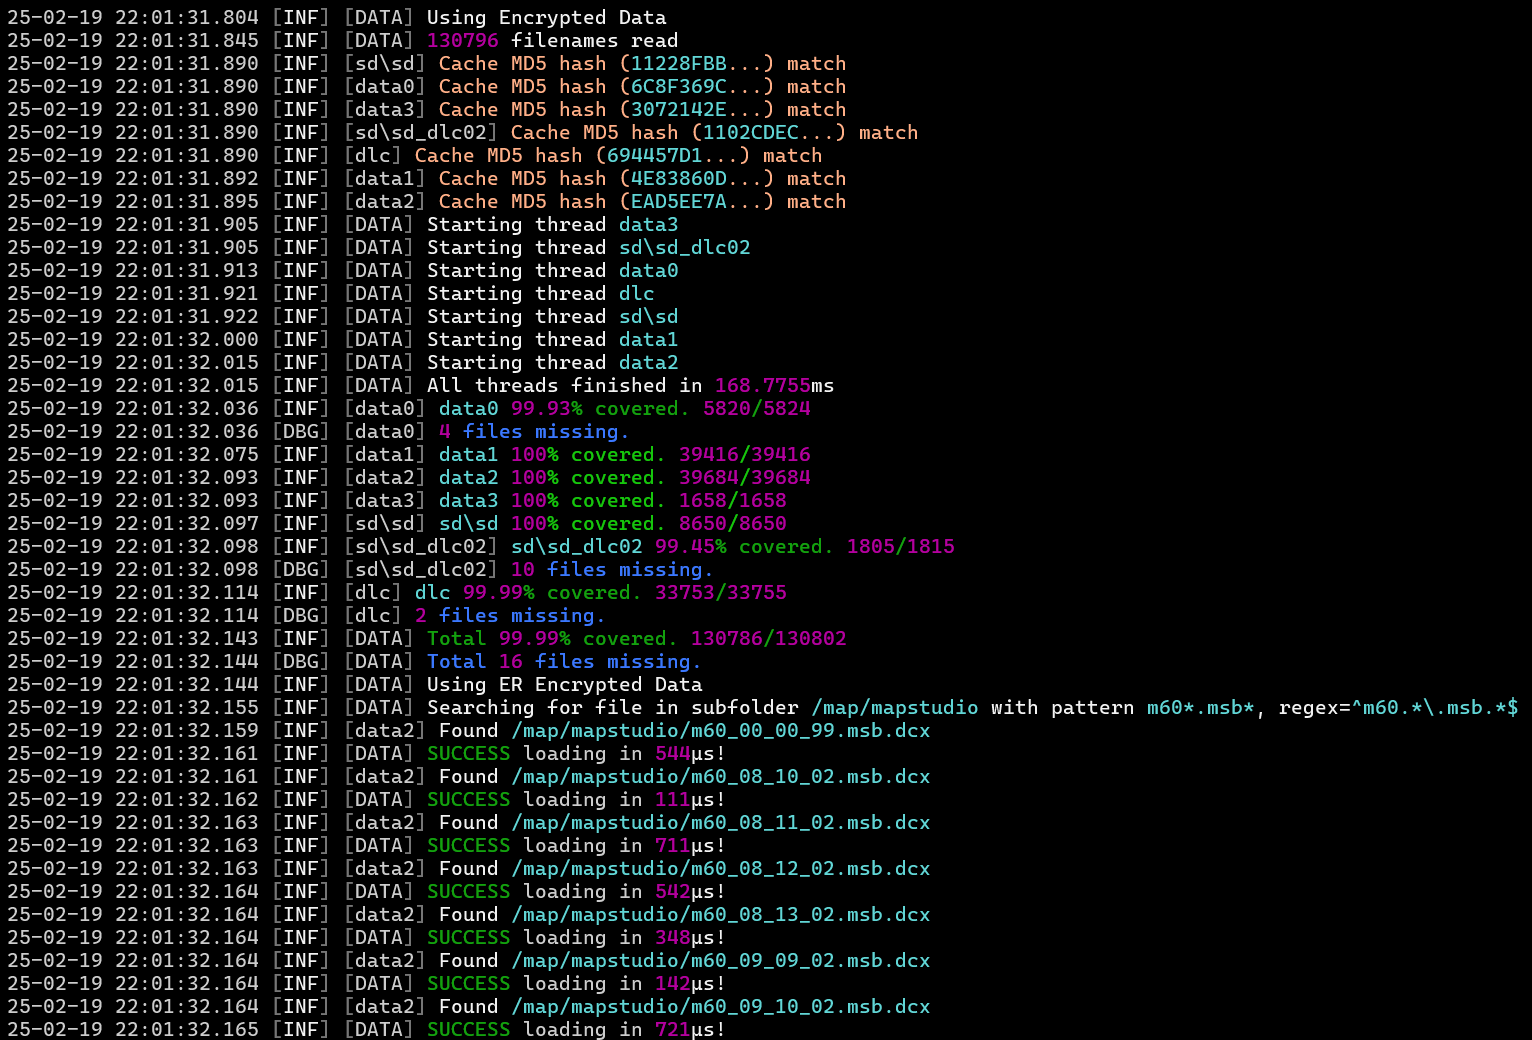 25-02-19 22:01:31.804 [INF] [DATA] Using Encrypted Data
25-02-19 22:01:31.845 [INF] [DATA] 130796 filenames read
25-02-19 22:01:31.890 [INF] [sd\sd] Cache MD5 hash (11228FBB...) match
25-02-19 22:01:31.890 [INF] [data0] Cache MD5 hash (6C8F369C...) match
25-02-19 22:01:31.890 [INF] [data3] Cache MD5 hash (3072142E...) match
25-02-19 22:01:31.890 [INF] [sd\sd_dlc02] Cache MD5 hash (1102CDEC...) match
25-02-19 22:01:31.890 [INF] [dlc] Cache MD5 hash (694457D1...) match
25-02-19 22:01:31.892 [INF] [data1] Cache MD5 hash (4E83860D...) match
25-02-19 22:01:31.895 [INF] [data2] Cache MD5 hash (EAD5EE7A...) match
25-02-19 22:01:31.905 [INF] [DATA] Starting thread data3
25-02-19 22:01:31.905 [INF] [DATA] Starting thread sd\sd_dlc02
25-02-19 22:01:31.913 [INF] [DATA] Starting thread data0
25-02-19 22:01:31.921 [INF] [DATA] Starting thread dlc
25-02-19 22:01:31.922 [INF] [DATA] Starting thread sd\sd
25-02-19 22:01:32.000 [INF] [DATA] Starting thread data1
25-02-19 22:01:32.015 [INF] [DATA] Starting thread data2
25-02-19 22:01:32.015 [INF] [DATA] All threads finished in 168.7755ms
25-02-19 22:01:32.036 [INF] [data0] data0 99.93% covered. 5820/5824
25-02-19 22:01:32.036 [DBG] [data0] 4 files missing.
25-02-19 22:01:32.075 [INF] [data1] data1 100% covered. 39416/39416
25-02-19 22:01:32.093 [INF] [data2] data2 100% covered. 39684/39684
25-02-19 22:01:32.093 [INF] [data3] data3 100% covered. 1658/1658
25-02-19 22:01:32.097 [INF] [sd\sd] sd\sd 100% covered. 8650/8650
25-02-19 22:01:32.098 [INF] [sd\sd_dlc02] sd\sd_dlc02 99.45% covered. 1805/1815
25-02-19 22:01:32.098 [DBG] [sd\sd_dlc02] 10 files missing.
25-02-19 22:01:32.114 [INF] [dlc] dlc 99.99% covered. 33753/33755
25-02-19 22:01:32.114 [DBG] [dlc] 2 files missing.
25-02-19 22:01:32.143 [INF] [DATA] Total 99.99% covered. 130786/130802
25-02-19 22:01:32.144 [DBG] [DATA] Total 16 files missing.
25-02-19 22:01:32.144 [INF] [DATA] Using ER Encrypted Data
25-02-19 22:01:32.155 [INF] [DATA] Searching for file in subfolder /map/mapstudio with pattern m60*.msb*, regex=^m60.*\.msb.*$
25-02-19 22:01:32.159 [INF] [data2] Found /map/mapstudio/m60_00_00_99.msb.dcx
25-02-19 22:01:32.161 [INF] [DATA] SUCCESS loading in 544µs!
25-02-19 22:01:32.161 [INF] [data2] Found /map/mapstudio/m60_08_10_02.msb.dcx
25-02-19 22:01:32.162 [INF] [DATA] SUCCESS loading in 111µs!
25-02-19 22:01:32.163 [INF] [data2] Found /map/mapstudio/m60_08_11_02.msb.dcx
25-02-19 22:01:32.163 [INF] [DATA] SUCCESS loading in 711µs!
25-02-19 22:01:32.163 [INF] [data2] Found /map/mapstudio/m60_08_12_02.msb.dcx
25-02-19 22:01:32.164 [INF] [DATA] SUCCESS loading in 542µs!
25-02-19 22:01:32.164 [INF] [data2] Found /map/mapstudio/m60_08_13_02.msb.dcx
25-02-19 22:01:32.164 [INF] [DATA] SUCCESS loading in 348µs!
25-02-19 22:01:32.164 [INF] [data2] Found /map/mapstudio/m60_09_09_02.msb.dcx
25-02-19 22:01:32.164 [INF] [DATA] SUCCESS loading in 142µs!
25-02-19 22:01:32.164 [INF] [data2] Found /map/mapstudio/m60_09_10_02.msb.dcx
25-02-19 22:01:32.165 [INF] [DATA] SUCCESS loading in 721µs!